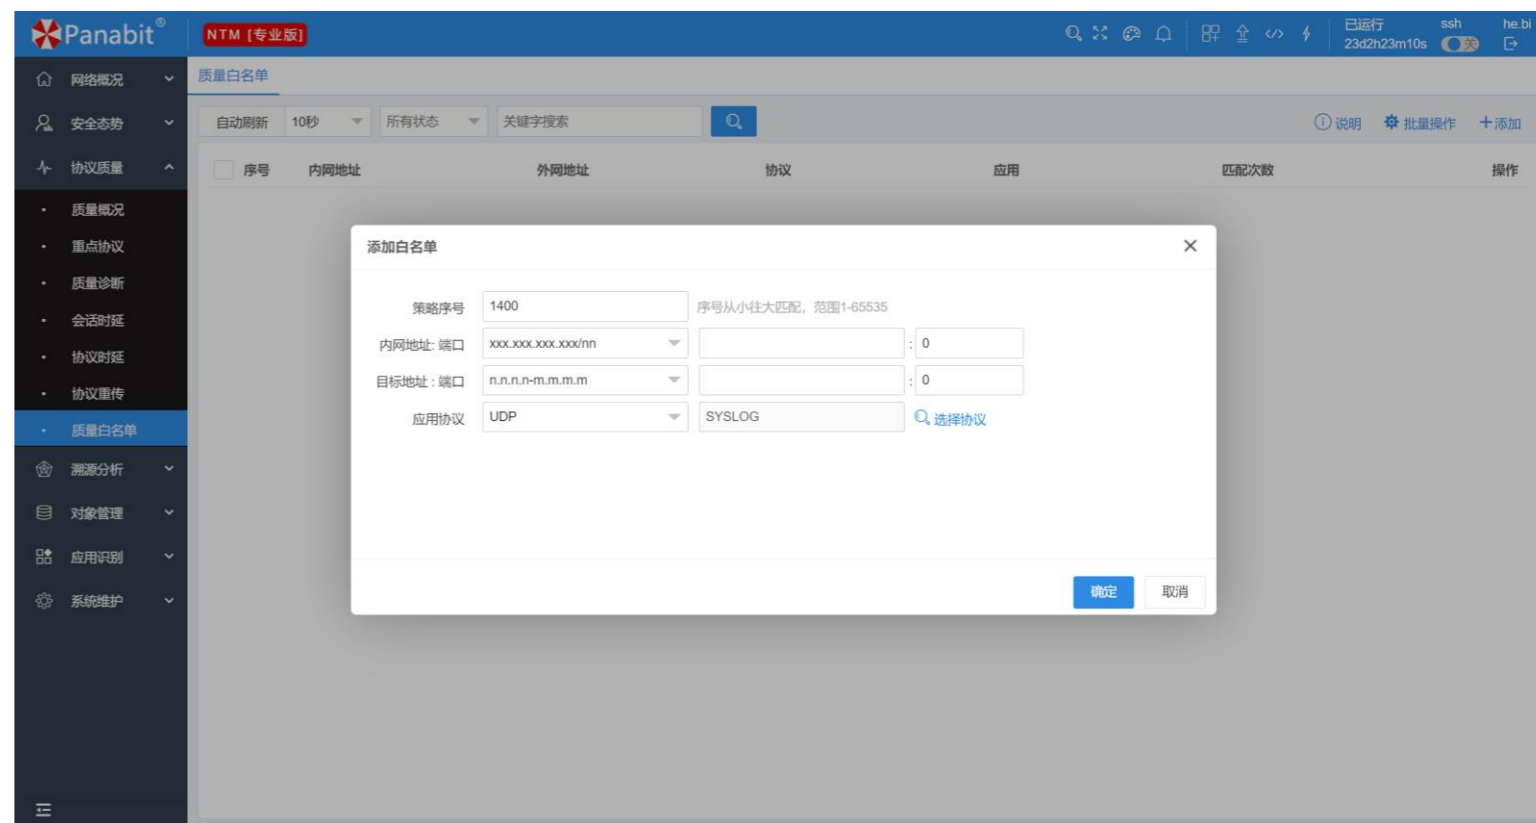 Panabit®
NTM [专业版]
已运行
23d2h23m10s
ssh
关
he.bi
网络概况
安全态势
协议质量
质量概况
重点协议
质量诊断
会话时延
协议时延
协议重传
质量白名单
溯源分析
对象管理
应用识别
系统维护
质量白名单
自动刷新 10秒 所有状态 关键字搜索
说明 批量操作 +添加
序号 内网地址 外网地址 协议 应用 匹配次数 操作
添加白名单
策略序号 1400 序号从小往大匹配，范围1-65535
内网地址: 端口 xxx.xxx.xxx.xxx/nn : 0
目标地址 : 端口 n.n.n.n-m.m.m.m : 0
应用协议 UDP SYSLOG 选择协议
确定 取消